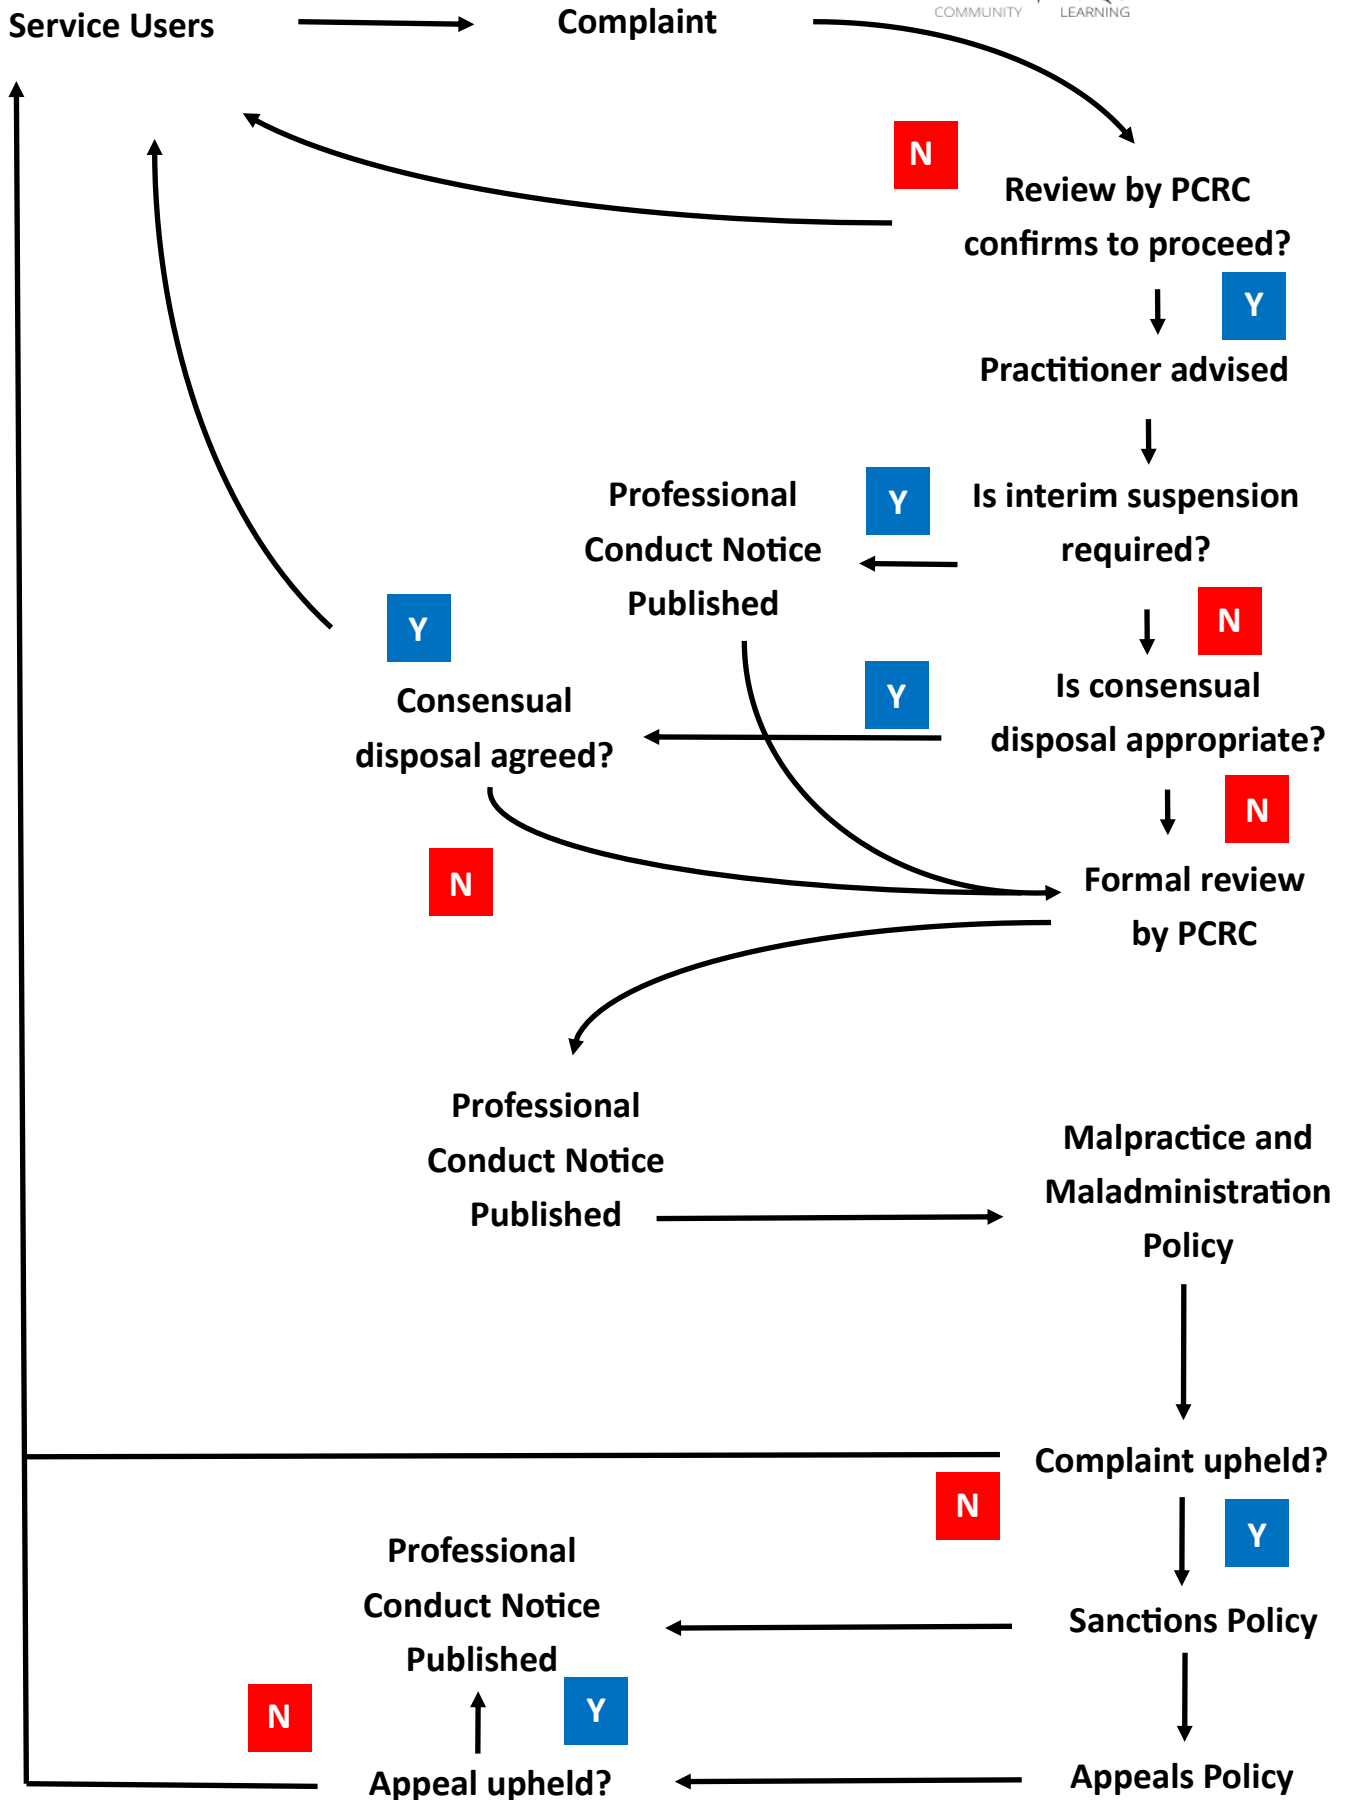 Service Users
Complaint
COMMUNITY
LEARNING
N
Review by PCRC
confirms to proceed?
Y
Practitioner advised
Professional
Conduct Notice
Published
Y
Is interim suspension
required?
N
Y
Consensual
disposal agreed?
Y
Is consensual
disposal appropriate?
N
N
Formal review
by PCRC
Professional
Conduct Notice
Published
Malpractice and
Maladministration
Policy
Complaint upheld?
N
Y
Professional
Conduct Notice
Published
Sanctions Policy
N
Y
Appeal upheld?
Appeals Policy